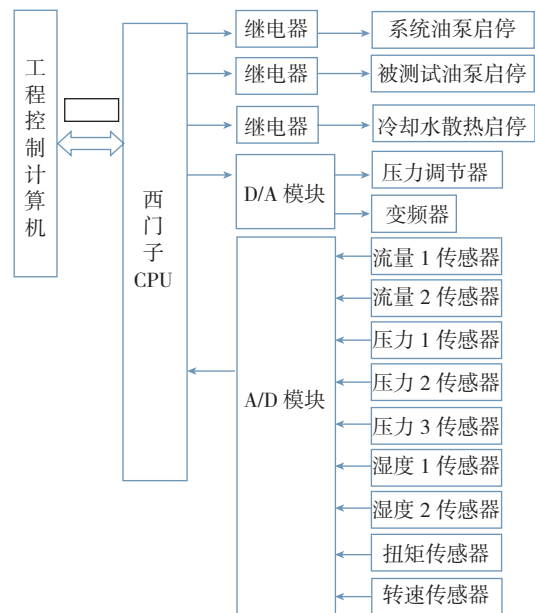 继电器
系统油泵启停
继电器
被测试油泵启停
继电器
冷却水散热启停
工程控制计算机
西门子
CPU
D/A 模块
压力调节器
变频器
A/D 模块
流量 1 传感器
流量 2 传感器
压力 1 传感器
压力 2 传感器
压力 3 传感器
湿度 1 传感器
湿度 2 传感器
扭矩传感器
转速传感器